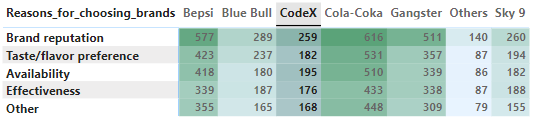 Reasons_for_choosing_brands Bepsi Blue Bull CodeX Cola-Coka Gangster Others Sky 9
Brand reputation 577 289 259 616 511 140 260
Taste/flavor preference 423 237 182 531 357 87 194
Availability 418 180 195 510 339 86 182
Effectiveness 339 187 176 433 338 87 188
Other 355 165 168 448 309 79 155